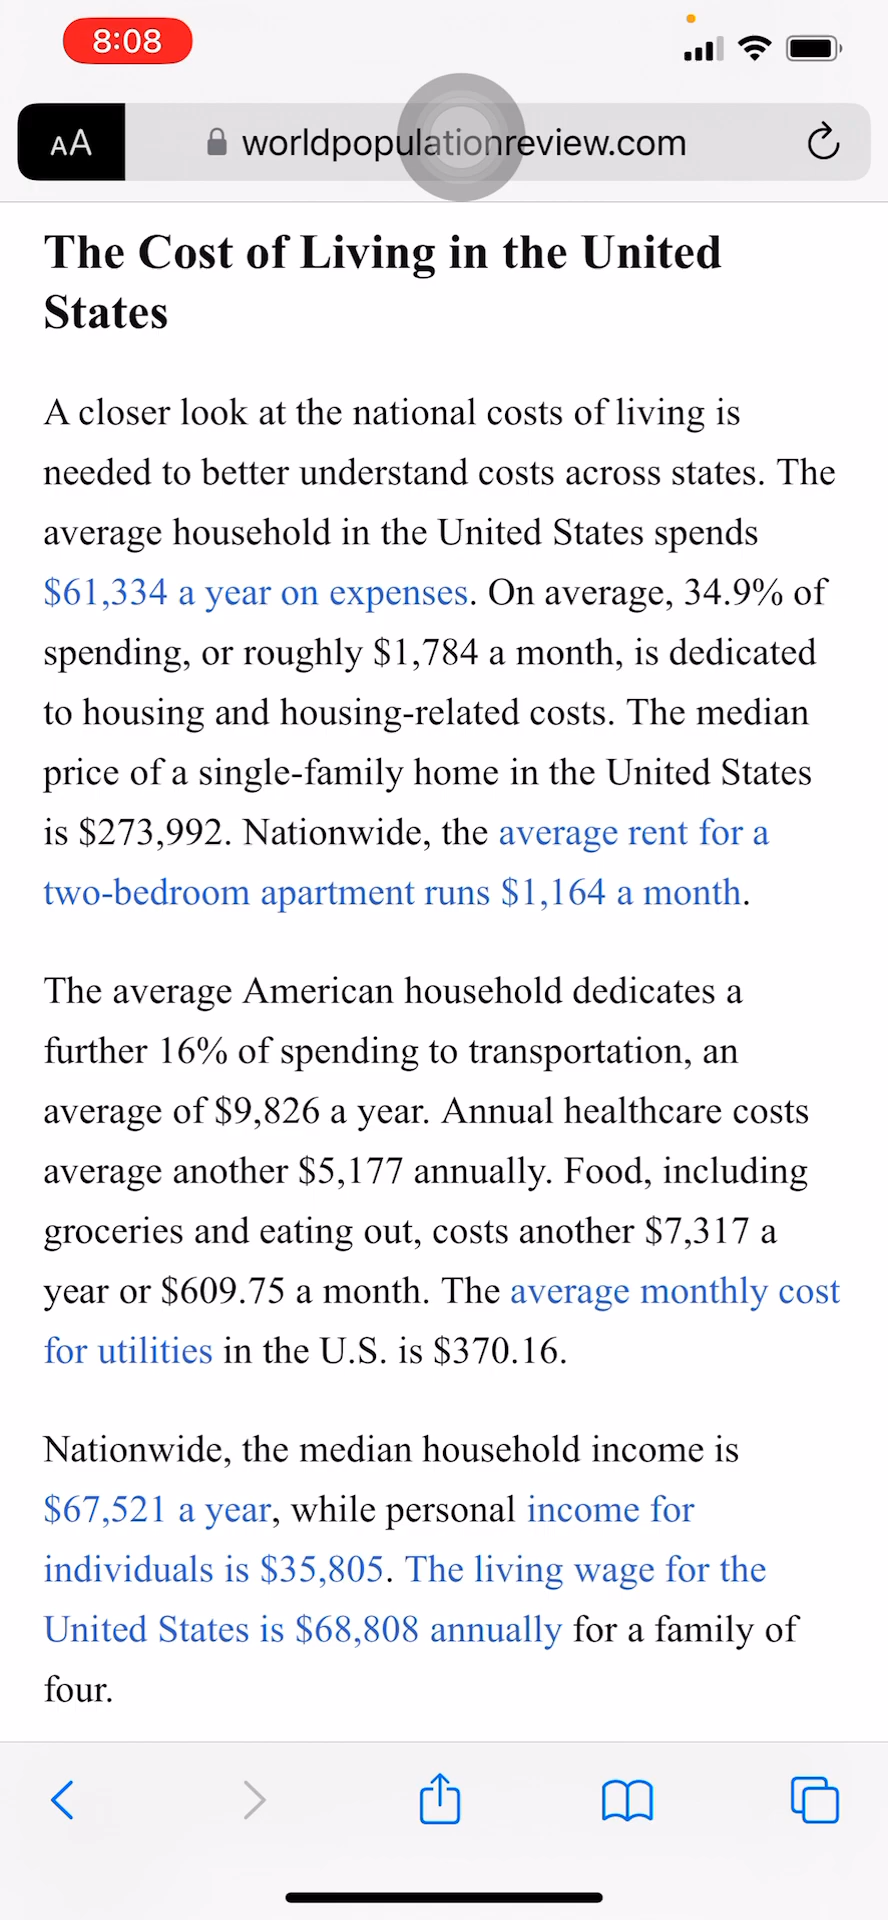 8:08
AA
worldpopulationreview.com
The Cost of Living in the United
States
A closer look at the national costs of living is
needed to better understand costs across states. The
average household in the United States spends
$61,334 a year on expenses. On average, 34.9% of
spending, or roughly $1,784 a month, is dedicated
to housing and housing-related costs. The median
price of a single-family home in the United States
is $273,992. Nationwide, the average rent for a
two-bedroom apartment runs $1,164 a month.
The average American household dedicates a
further 16% of spending to transportation, an
average of $9,826 a year. Annual healthcare costs
average another $5,177 annually. Food, including
groceries and eating out, costs another $7,317 a
year or $609.75 a month. The average monthly cost
for utilities in the U.S. is $370.16.
Nationwide, the median household income is
$67,521 a year, while personal income for
individuals is $35,805. The living wage for the
United States is $68,808 annually for a family of
four.